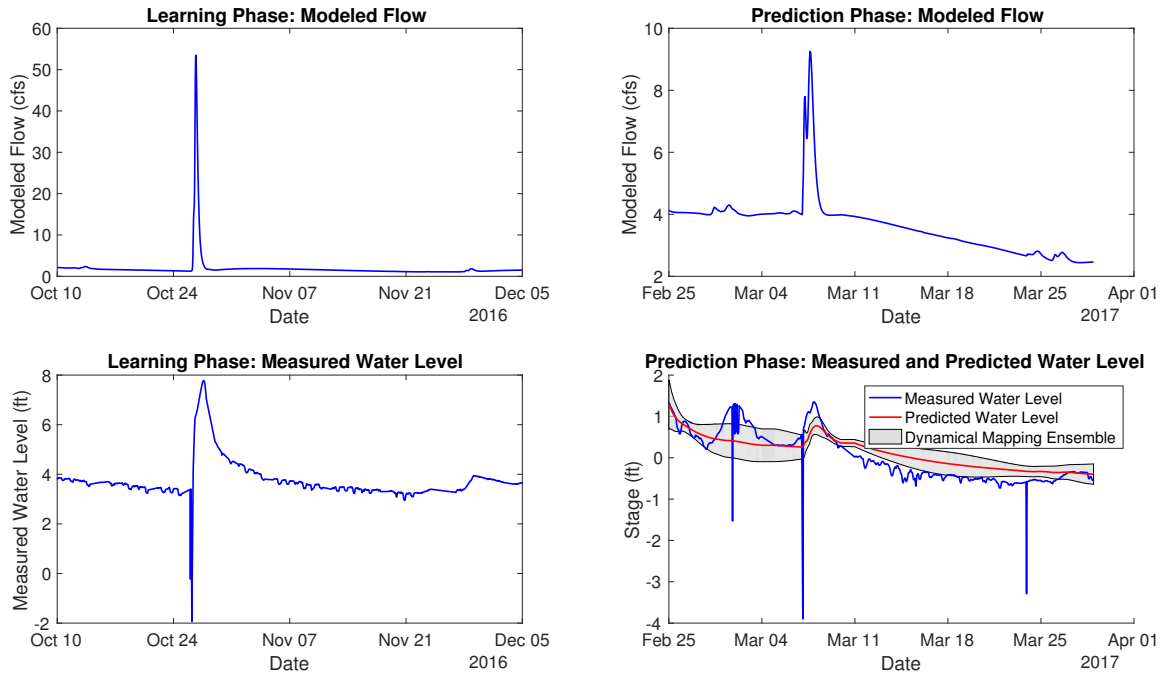 Learning Phase: Modeled Flow
Modeled Flow (cfs)
60
50
40
30
20
10
0
Oct 10
Oct 24
Nov 07
Nov 21
Dec 05
Date
2016
Prediction Phase: Modeled Flow
Modeled Flow (cfs)
10
8
6
4
2
Feb 25
Mar 04
Mar 11
Mar 18
Mar 25
Apr 01
Date
2017
Learning Phase: Measured Water Level
Measured Water Level (ft)
8
6
4
2
0
-2
Oct 10
Oct 24
Nov 07
Nov 21
Dec 05
Date
2016
Prediction Phase: Measured and Predicted Water Level
Stage (ft)
2
1
0
-1
-2
-3
-4
Measured Water Level
Predicted Water Level
Dynamical Mapping Ensemble
Feb 25
Mar 04
Mar 11
Mar 18
Mar 25
Apr 01
Date
2017